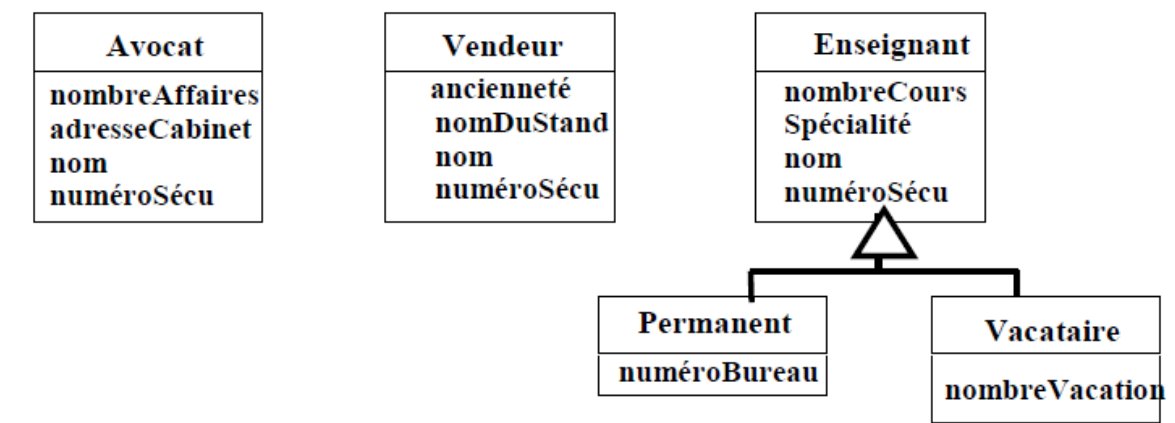 Avocat
nombreAffaires
adresseCabinet
nom
numéroSécu
Vendeur
ancienneté
nomDuStand
nom
numéroSécu
Enseignant
nombreCours
Spécialité
nom
numéroSécu
Permanent
numéroBureau
Vacataire
nombreVacation